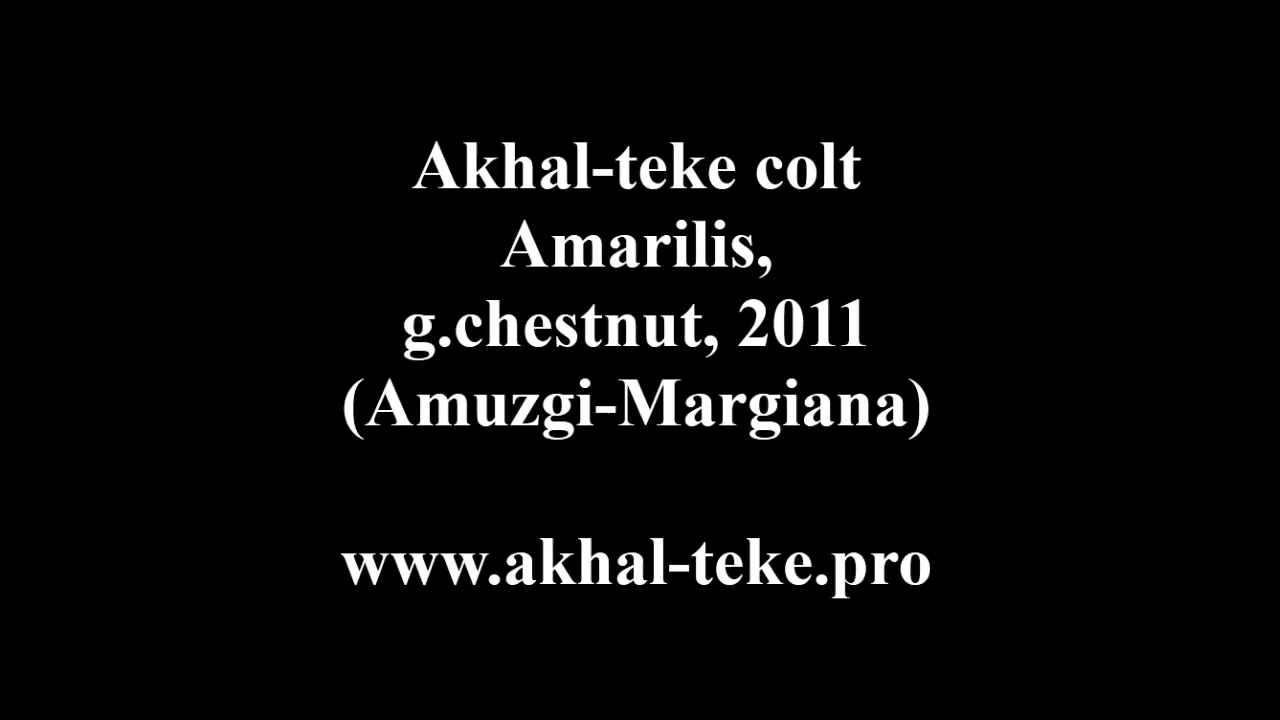 Akhal-teke colt
Amarilis,
g.chestnut, 2011
(Amuzgi-Margiana)
www.akhal-teke.pro